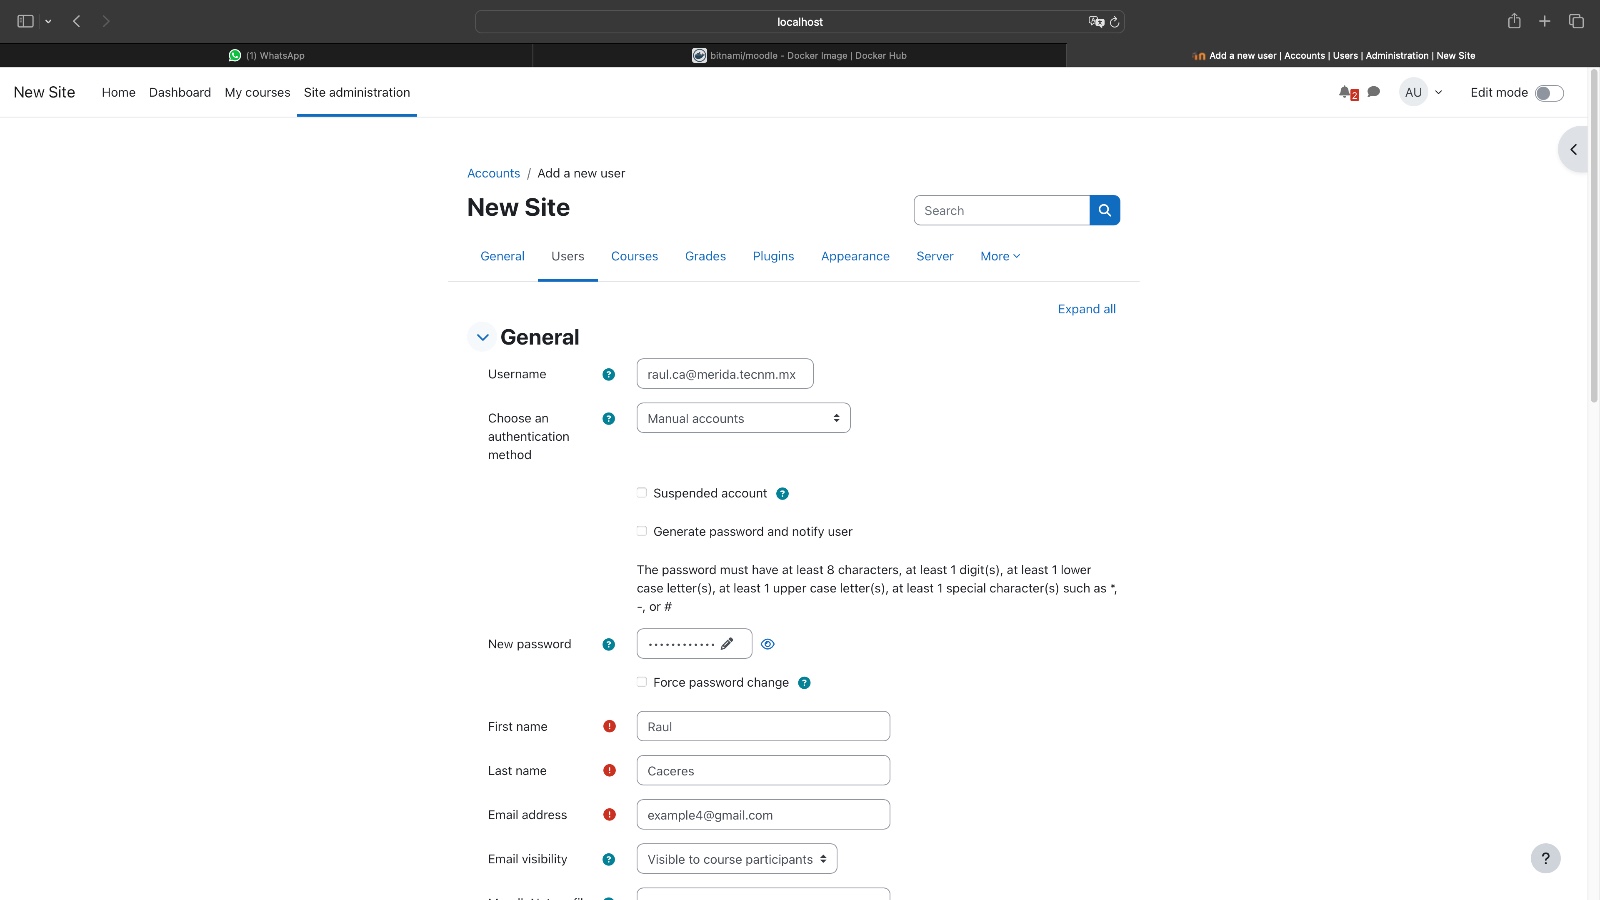 localhost
(1) WhatsApp
bitnami/moodle - Docker Image | Docker Hub
Add a new user | Accounts | Users | Administration | New Site
New Site
Home
Dashboard
My courses
Site administration
2
AU
Edit mode
Accounts / Add a new user
New Site
Search
General
Users
Courses
Grades
Plugins
Appearance
Server
More
Expand all
General
Username
?
raul.ca@merida.tecnm.mx
Choose an
authentication
method
?
Manual accounts
Suspended account
?
Generate password and notify user
The password must have at least 8 characters, at least 1 digit(s), at least 1 lower
case letter(s), at least 1 upper case letter(s), at least 1 special character(s) such as *,
-, or #
New password
?
••••••••••••
Force password change
?
First name
!
Raul
Last name
!
Caceres
Email address
!
example4@gmail.com
Email visibility
?
Visible to course participants
?